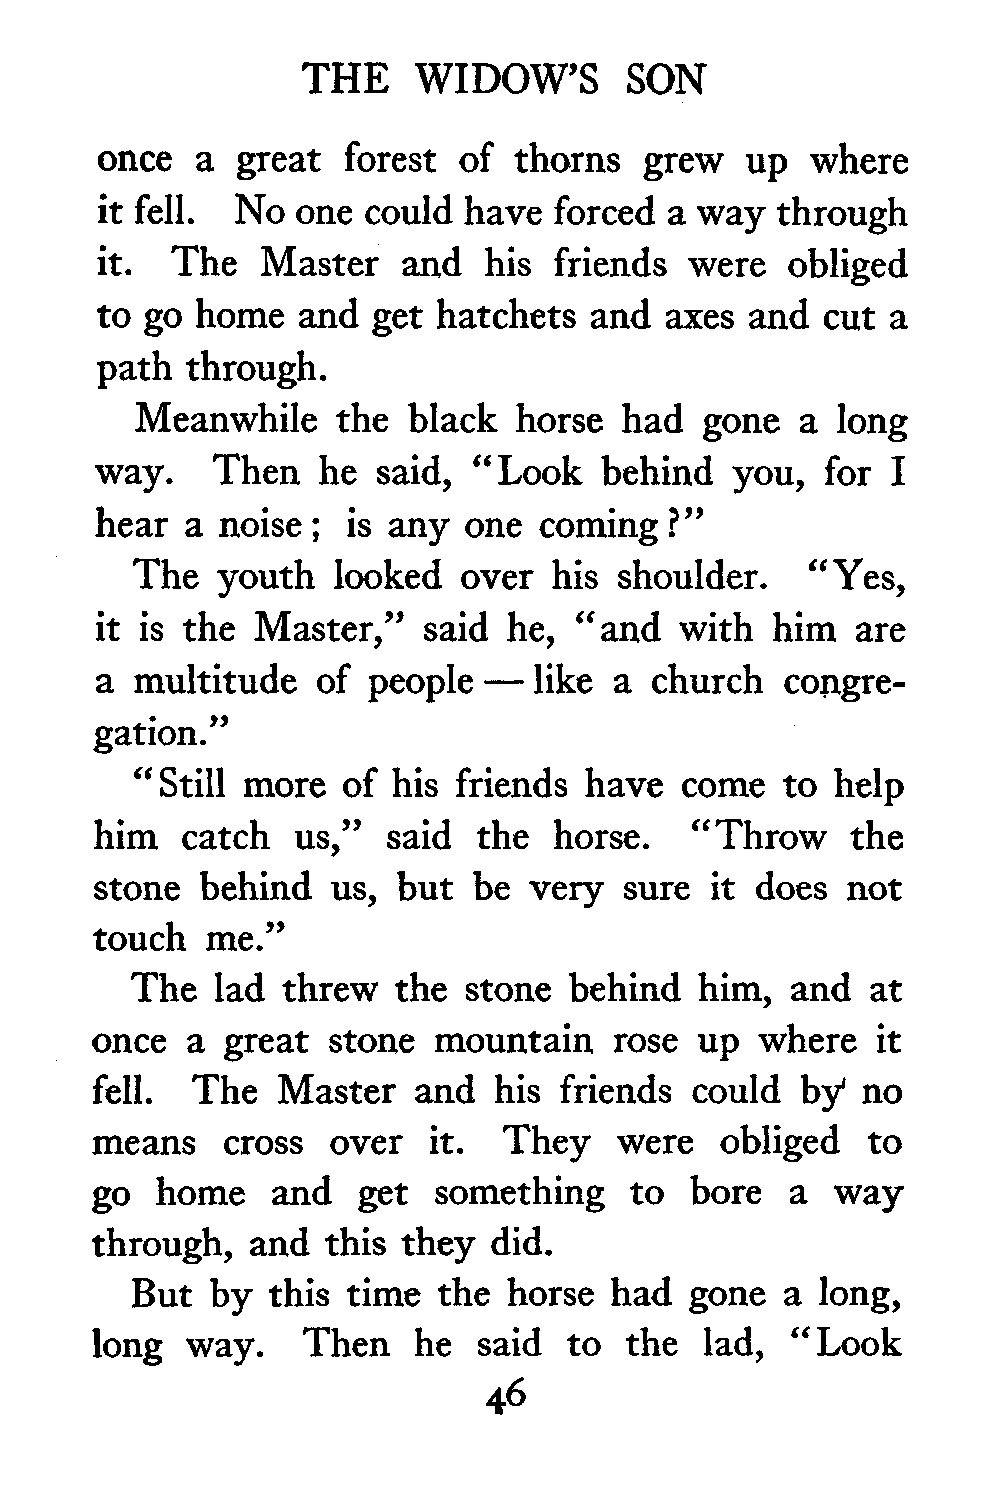 THE WIDOW'S SON
once a great forest of thorns grew up where
it fell. No one could have forced a way through
it. The Master and his friends were obliged
to go home and get hatchets and axes and cut a
path through.
Meanwhile the black horse had gone a long
way. Then he said, “Look behind you, for I
hear a noise; is any one coming?”
The youth looked over his shoulder. “Yes,
it is the Master,” said he, “and with him are
a multitude of people — like a church congre-
gation.”
“Still more of his friends have come to help
him catch us,” said the horse. “Throw the
stone behind us, but be very sure it does not
touch me.”
The lad threw the stone behind him, and at
once a great stone mountain rose up where it
fell. The Master and his friends could by no
means cross over it. They were obliged to
go home and get something to bore a way
through, and this they did.
But by this time the horse had gone a long,
long way. Then he said to the lad, “Look
46